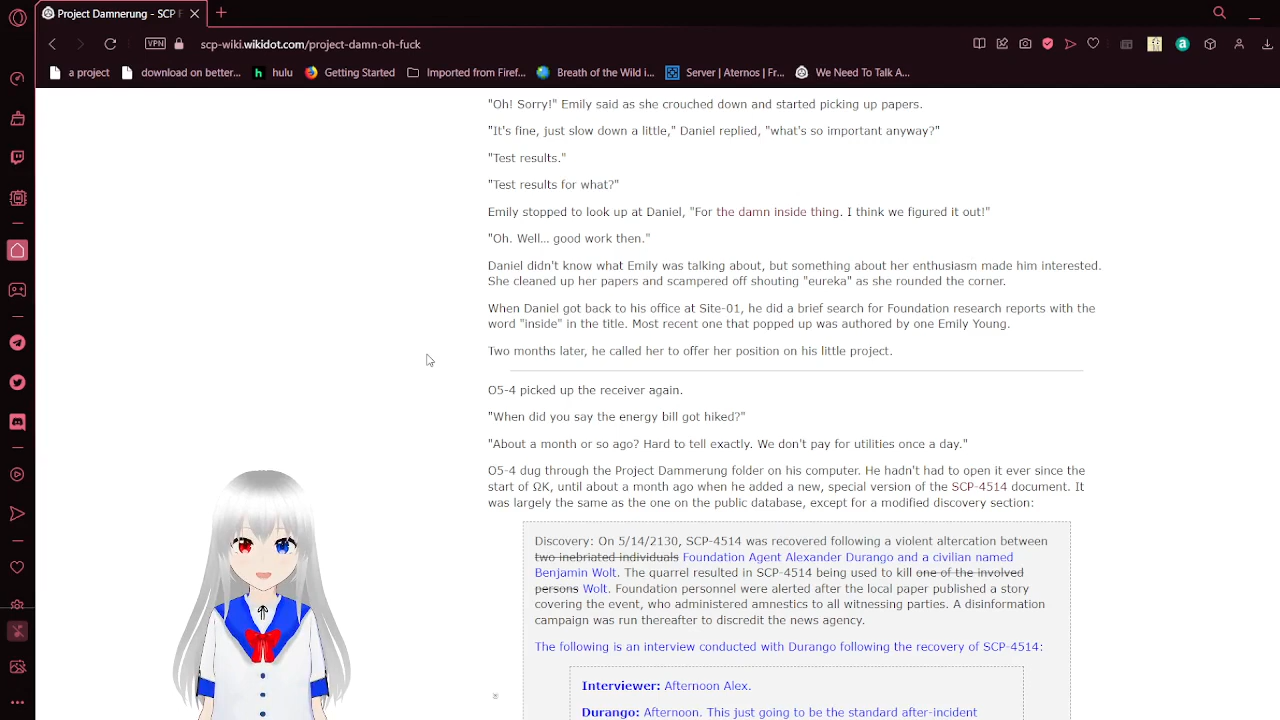 Project Damnerung - SCP F
VPN
scp-wiki.wikidot.com/project-damn-oh-fuck
a project
download on better...
hulu
Getting Started
Imported from Firef...
Breath of the Wild i...
Server | Aternos | Fr...
We Need To Talk A...
"Oh! Sorry!" Emily said as she crouched down and started picking up papers.
"It's fine, just slow down a little," Daniel replied, "what's so important anyway?"
"Test results."
"Test results for what?"
Emily stopped to look up at Daniel, "For the damn inside thing. I think we figured it out!"
"Oh. Well... good work then."
Daniel didn't know what Emily was talking about, but something about her enthusiasm made him interested.
She cleaned up her papers and scampered off shouting "eureka" as she rounded the corner.
When Daniel got back to his office at Site-01, he did a brief search for Foundation research reports with the
word "inside" in the title. Most recent one that popped up was authored by one Emily Young.
Two months later, he called her to offer her position on his little project.
O5-4 picked up the receiver again.
"When did you say the energy bill got hiked?"
"About a month or so ago? Hard to tell exactly. We don't pay for utilities once a day."
O5-4 dug through the Project Dammerung folder on his computer. He hadn't had to open it ever since the
start of ΩK, until about a month ago when he added a new, special version of the SCP-4514 document. It
was largely the same as the one on the public database, except for a modified discovery section:
Discovery: On 5/14/2130, SCP-4514 was recovered following a violent altercation between
two inebriated individuals Foundation Agent Alexander Durango and a civilian named
Benjamin Wolt. The quarrel resulted in SCP-4514 being used to kill one of the involved
persons Wolt. Foundation personnel were alerted after the local paper published a story
covering the event, who administered amnestics to all witnessing parties. A disinformation
campaign was run thereafter to discredit the news agency.
The following is an interview conducted with Durango following the recovery of SCP-4514:
Interviewer: Afternoon Alex.
Durango: Afternoon. This just going to be the standard after-incident